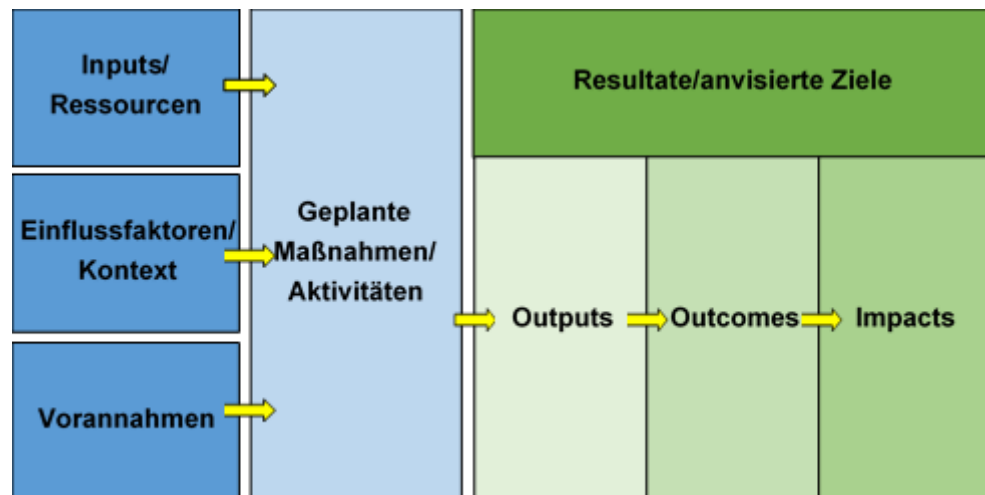 Inputs/
Ressourcen
Einflussfaktoren/
Kontext
Vorannahmen
Geplante
Maßnahmen/
Aktivitäten
Resultate/anvisierte Ziele
Outputs
Outcomes
Impacts